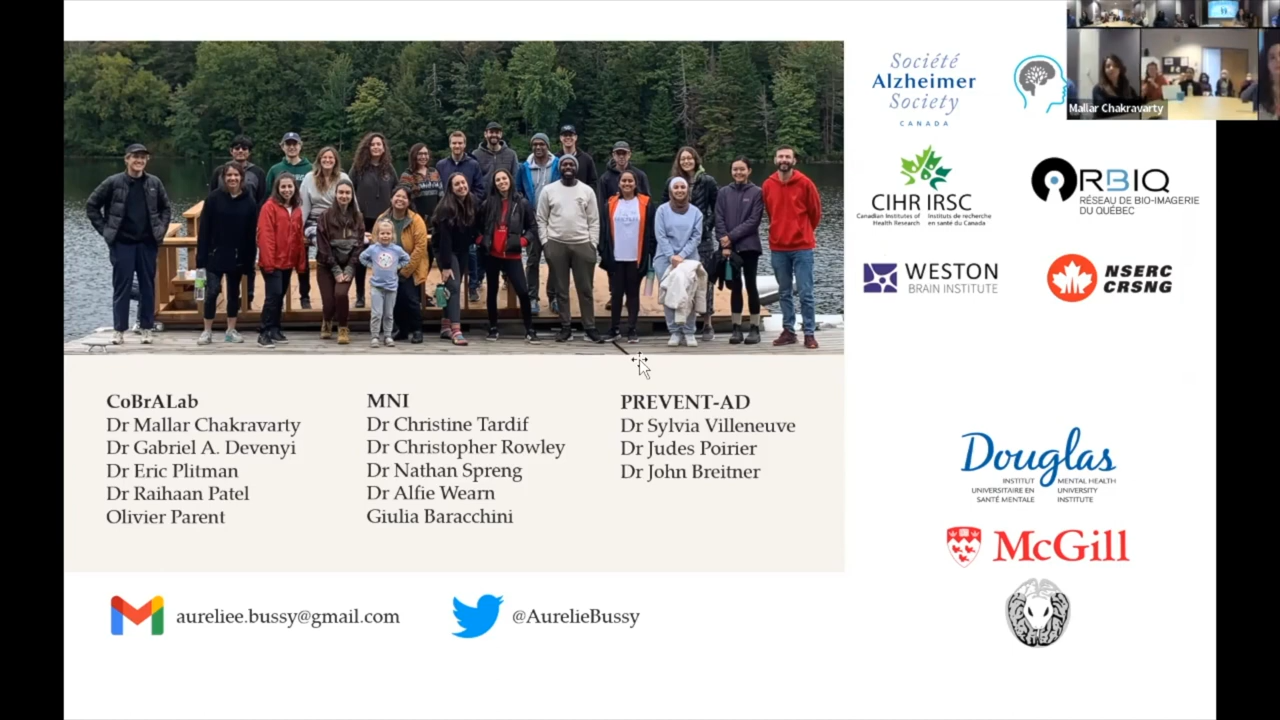 Société
Alzheimer
Society
CANADA
Mallar Chakravarty
CIHR IRSC
Canadian Institutes of Health Research
Instituts de recherche en santé du Canada
RBIQ
RÉSEAU DE BIO-IMAGERIE
DU QUÉBEC
WESTON
BRAIN INSTITUTE
NSERC
CRSNG
CoBrALab
Dr Mallar Chakravarty
Dr Gabriel A. Devenyi
Dr Eric Plitman
Dr Raihaan Patel
Olivier Parent
MNI
Dr Christine Tardif
Dr Christopher Rowley
Dr Nathan Spreng
Dr Alfie Wearn
Giulia Baracchini
PREVENT-AD
Dr Sylvia Villeneuve
Dr Judes Poirier
Dr John Breitner
Douglas
INSTITUT
UNIVERSITAIRE EN
SANTÉ MENTALE
MENTAL HEALTH
UNIVERSITY
INSTITUTE
McGill
aureliee.bussy@gmail.com
@AurelieBussy